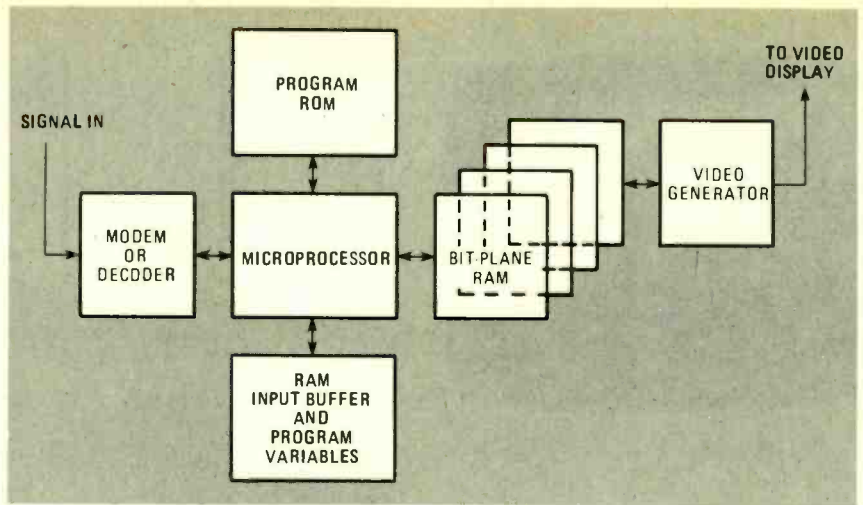 SIGNAL IN
PROGRAM
ROM
TO VIDEO
DISPLAY
MODEM
OR
DECODER
MICROPROCESSOR
BIT-PLANE
RAM
VIDEO
GENERATOR
RAM
INPUT BUFFER
AND
PROGRAM
VARIABLES